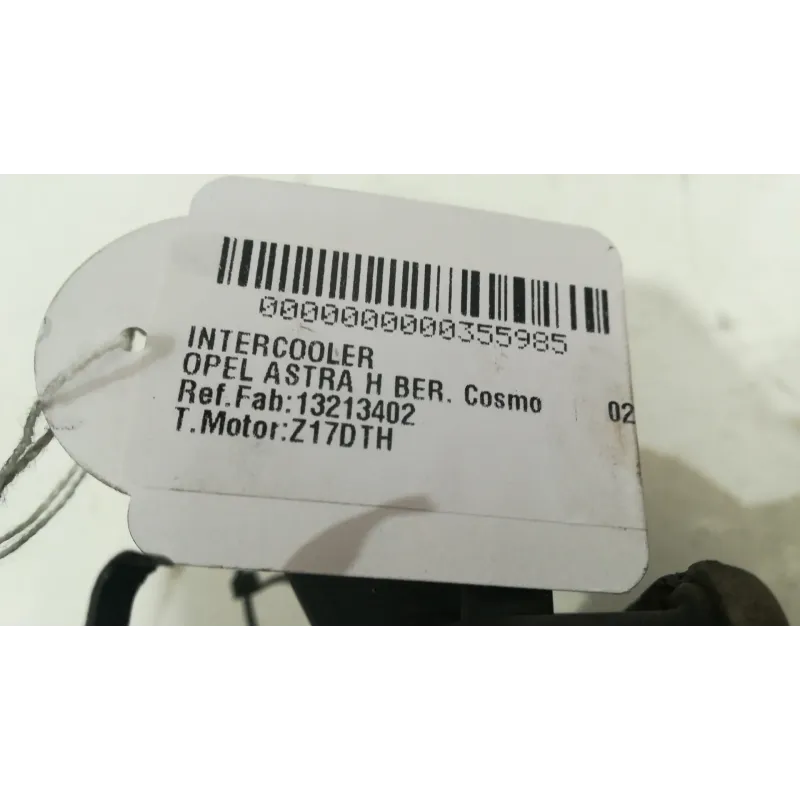 0000000000355985
INTERCOOLER
OPEL ASTRA H BER. Cosmo 02
Ref.Fab:13213402
T.Motor:Z17DTH